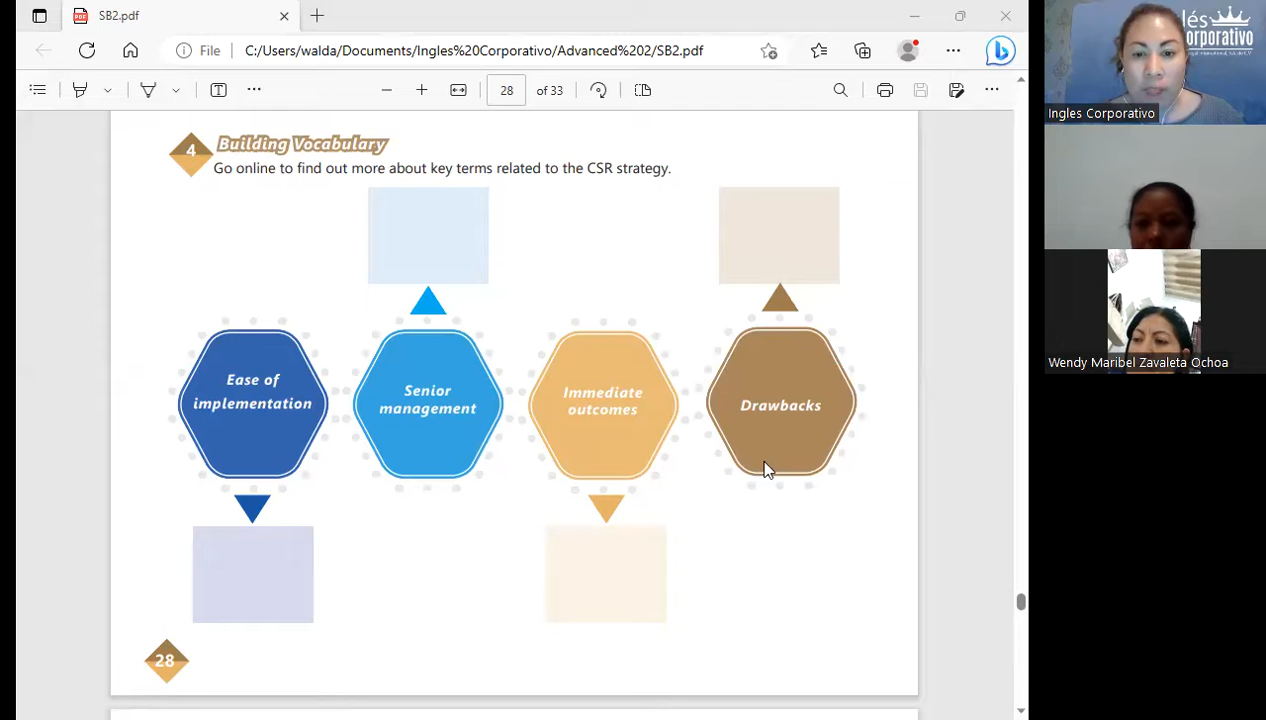 SB2.pdf
File
C:/Users/walda/Documents/Ingles%20Corporativo/Advanced%202/SB2.pdf
28 of 33
4 Building Vocabulary
Go online to find out more about key terms related to the CSR strategy.
Ease of
implementation
Senior
management
Immediate
outcomes
Drawbacks
28
lés
orporativo
Ingles Corporativo
Wendy Maribel Zavaleta Ochoa